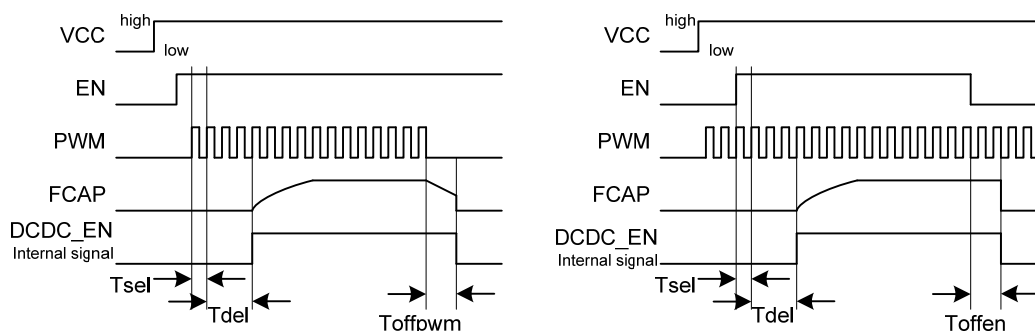 high
VCC
low
EN
PWM
FCAP
DCDC_EN
Internal signal
Tsel
Tdel
Toffpwm
high
VCC
low
EN
PWM
FCAP
DCDC_EN
Internal signal
Tsel
Tdel
Toffen